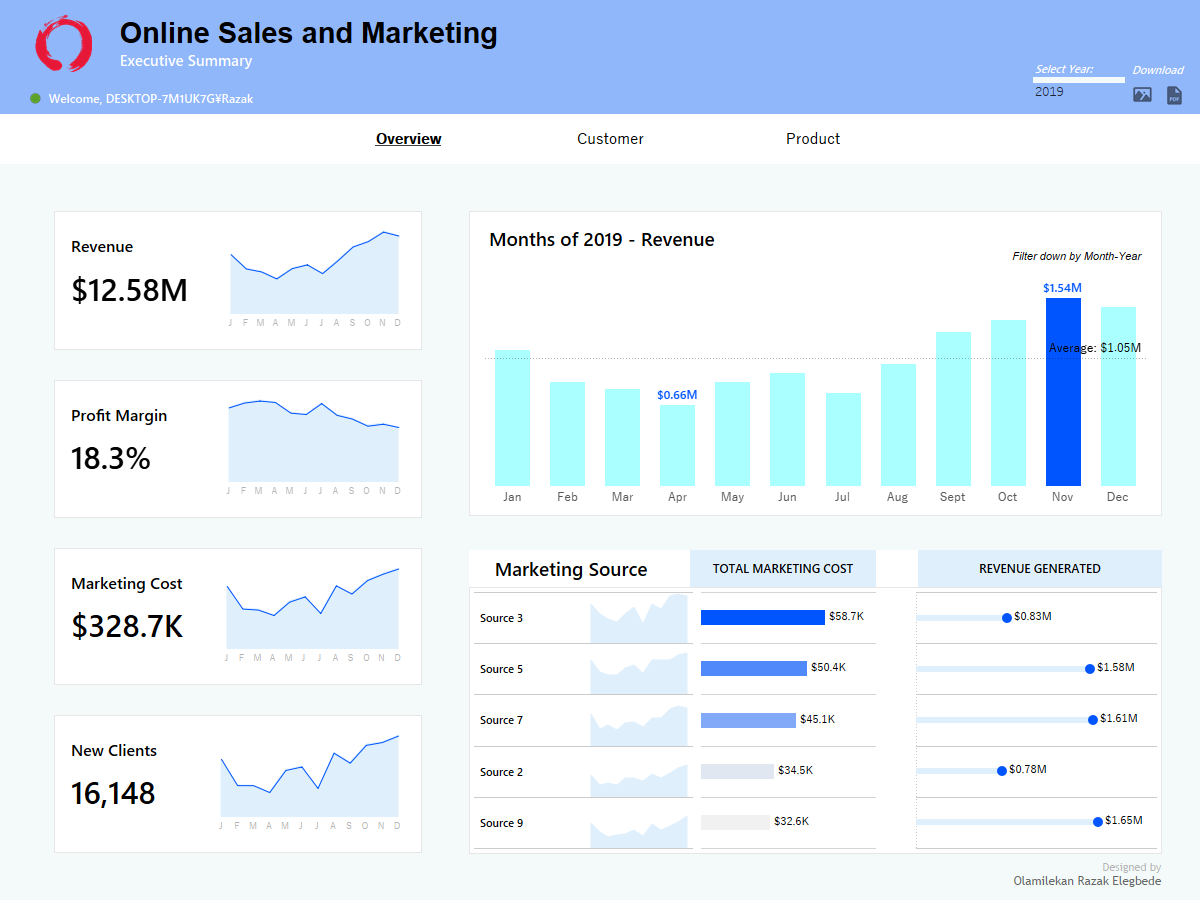 Online Sales and Marketing
Executive Summary
Welcome, DESKTOP-7M1UK7G¥Razak
Select Year:
2019
Download
PDF
Overview
Customer
Product
Revenue
$12.58M
J F M A M J J A S O N D
Profit Margin
18.3%
J F M A M J J A S O N D
Marketing Cost
$328.7K
J F M A M J J A S O N D
New Clients
16,148
J F M A M J J A S O N D
Months of 2019 - Revenue
Filter down by Month-Year
$1.54M
Average: $1.05M
$0.66M
Jan Feb Mar Apr May Jun Jul Aug Sept Oct Nov Dec
Marketing Source TOTAL MARKETING COST REVENUE GENERATED
Source 3 $58.7K $0.83M
Source 5 $50.4K $1.58M
Source 7 $45.1K $1.61M
Source 2 $34.5K $0.78M
Source 9 $32.6K $1.65M
Designed by
Olamilekan Razak Elegbede